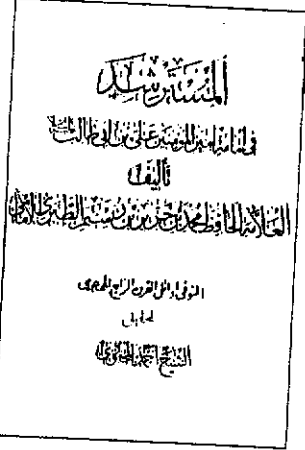 المسترشد
في إمامة أمير المؤمنين علي بن أبي طالب عليه السلام
تأليف
العلامة الحافظ محمد بن جرير بن رستم الطبري الإمامي
المتوفى أوائل القرن الرابع الهجري
تحقيق
الشيخ أحمد المحمودي